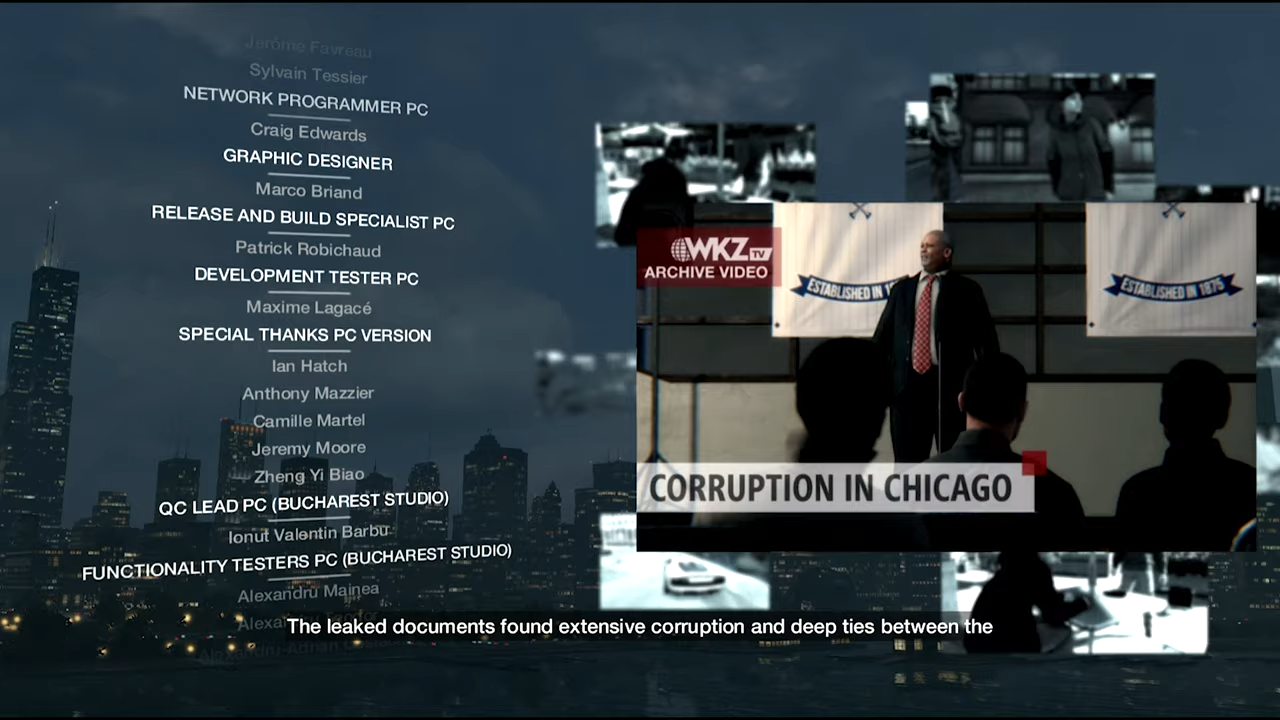 Jerôme Favreau
Sylvain Tessier
NETWORK PROGRAMMER PC
Craig Edwards
GRAPHIC DESIGNER
Marco Briand
RELEASE AND BUILD SPECIALIST PC
Patrick Robichaud
DEVELOPMENT TESTER PC
Maxime Lagacé
SPECIAL THANKS PC VERSION
Ian Hatch
Anthony Mazzier
Camille Martel
Jeremy Moore
Zheng Yi Biao
QC LEAD PC (BUCHAREST STUDIO)
Ionut Valentin Barbu
FUNCTIONALITY TESTERS PC (BUCHAREST STUDIO)
Alexandru Mainea
WKZ TV
ARCHIVE VIDEO
ESTABLISHED IN
ESTABLISHED IN 1875
CORRUPTION IN CHICAGO
The leaked documents found extensive corruption and deep ties between the